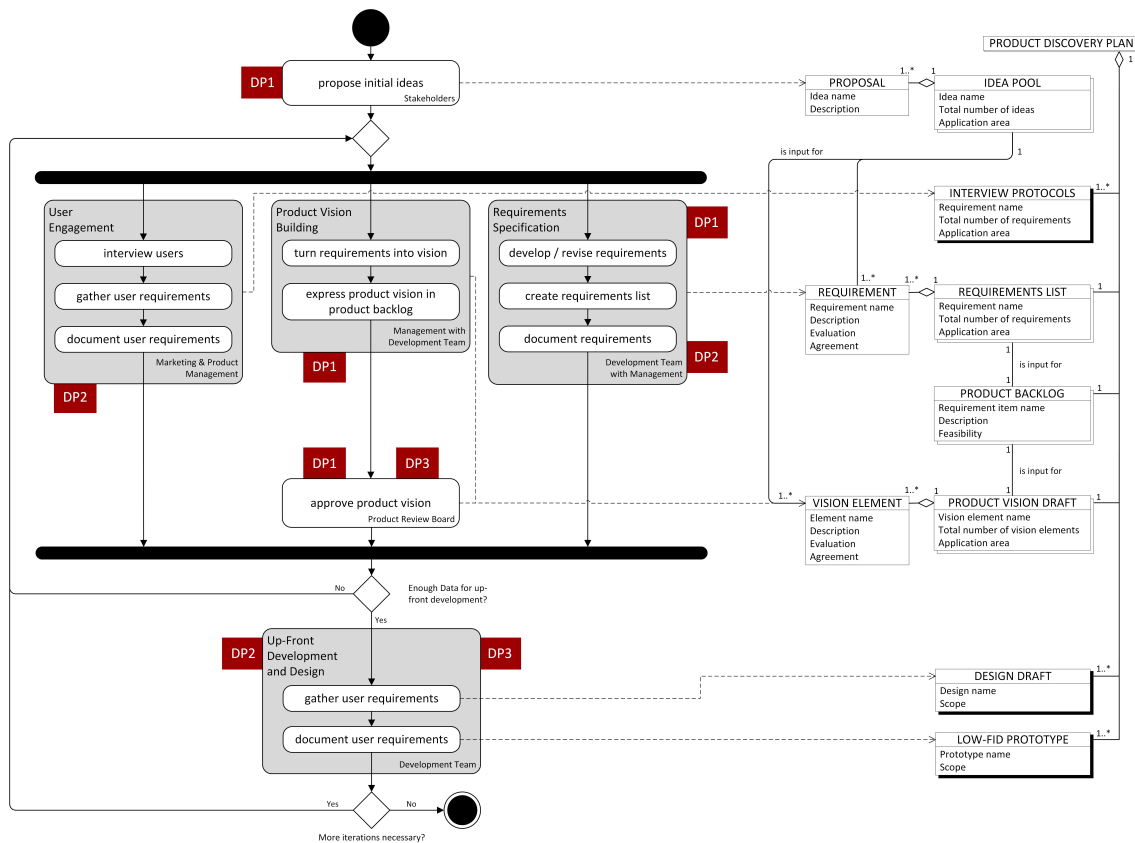 PRODUCT DISCOVERY PLAN
1
DP1
propose initial ideas
Stakeholders
PROPOSAL
Idea name
Description
1..*
1
IDEA POOL
Idea name
Total number of ideas
Application area
is input for
1
User
Engagement
interview users
gather user requirements
document user requirements
Marketing & Product
Management
DP2
Product Vision
Building
turn requirements into vision
express product vision in
product backlog
Management with
Development Team
DP1
Requirements
Specification
develop / revise requirements
create requirements list
document requirements
Development Team
with Management
DP1
DP2
INTERVIEW PROTOCOLS
Requirement name
Total number of requirements
Application area
1..*
1..*
REQUIREMENT
Requirement name
Description
Evaluation
Agreement
1..*
1
REQUIREMENTS LIST
Requirement name
Total number of requirements
Application area
1
1
is input for
1
PRODUCT BACKLOG
Requirement item name
Description
Feasibility
1
1
is input for
1
DP1
DP3
approve product vision
Product Review Board
1..*
VISION ELEMENT
Element name
Description
Evaluation
Agreement
1..*
1
PRODUCT VISION DRAFT
Vision element name
Total number of vision elements
Application area
1
No
Enough Data for up-
front development?
Yes
DP2
Up-Front
Development
and Design
DP3
gather user requirements
document user requirements
Development Team
DESIGN DRAFT
Design name
Scope
1..*
LOW-FID PROTOTYPE
Prototype name
Scope
1..*
Yes
No
More iterations necessary?